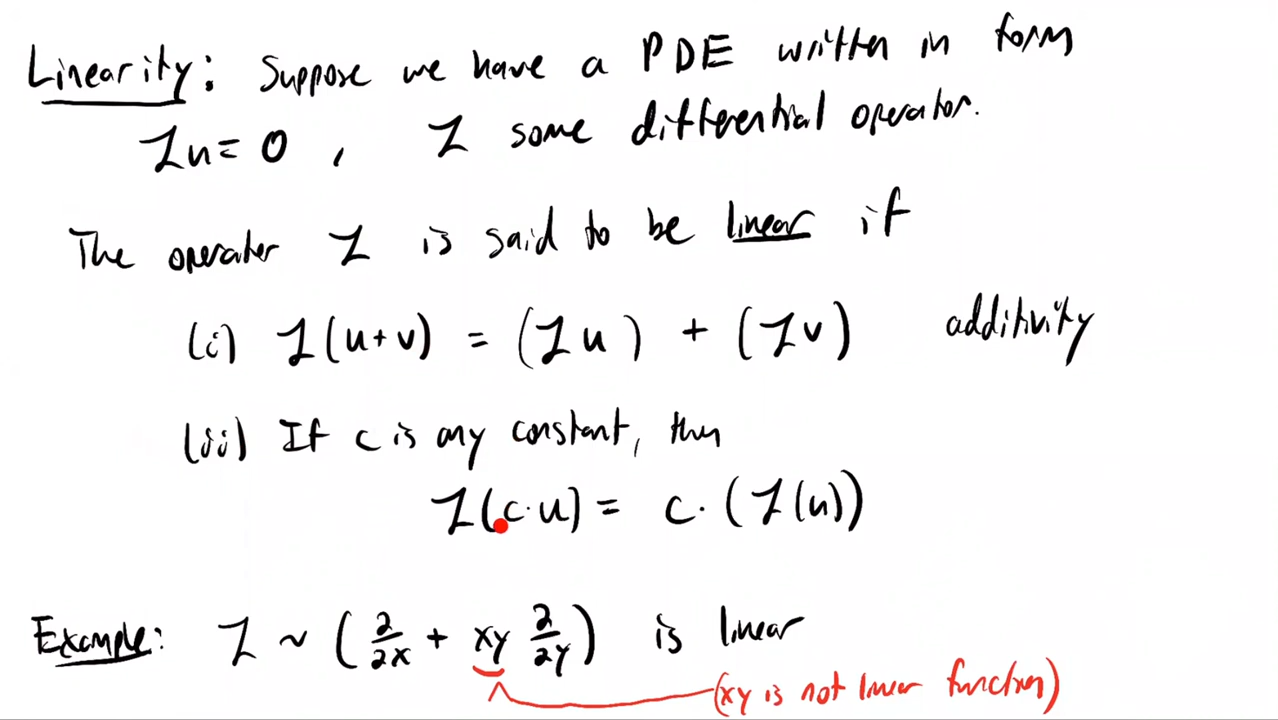 Linearity: Suppose we have a PDE written in form
ℒu = 0 , ℒ some differential operator.
The operator ℒ is said to be linear if
(i) ℒ(u+v) = (ℒu) + (ℒv) additivity
(ii) If c is any constant, then
ℒ(c·u) = c·(ℒ(u))
Example: ℒ ~ (∂/∂x + xy ∂/∂y) is linear
(xy is not linear function)